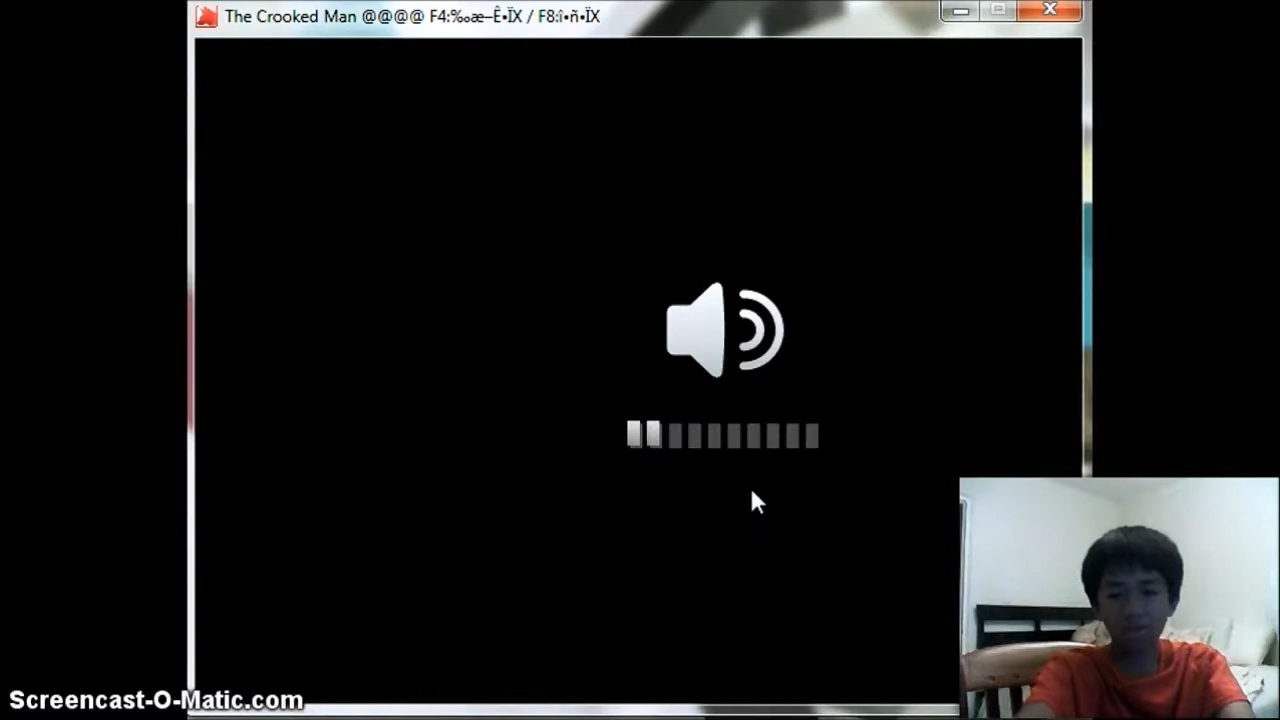 The Crooked Man @@@@ F4:‰æ–Ê•ÏX / F8:î•ñ•ÏX
Screencast-O-Matic.com